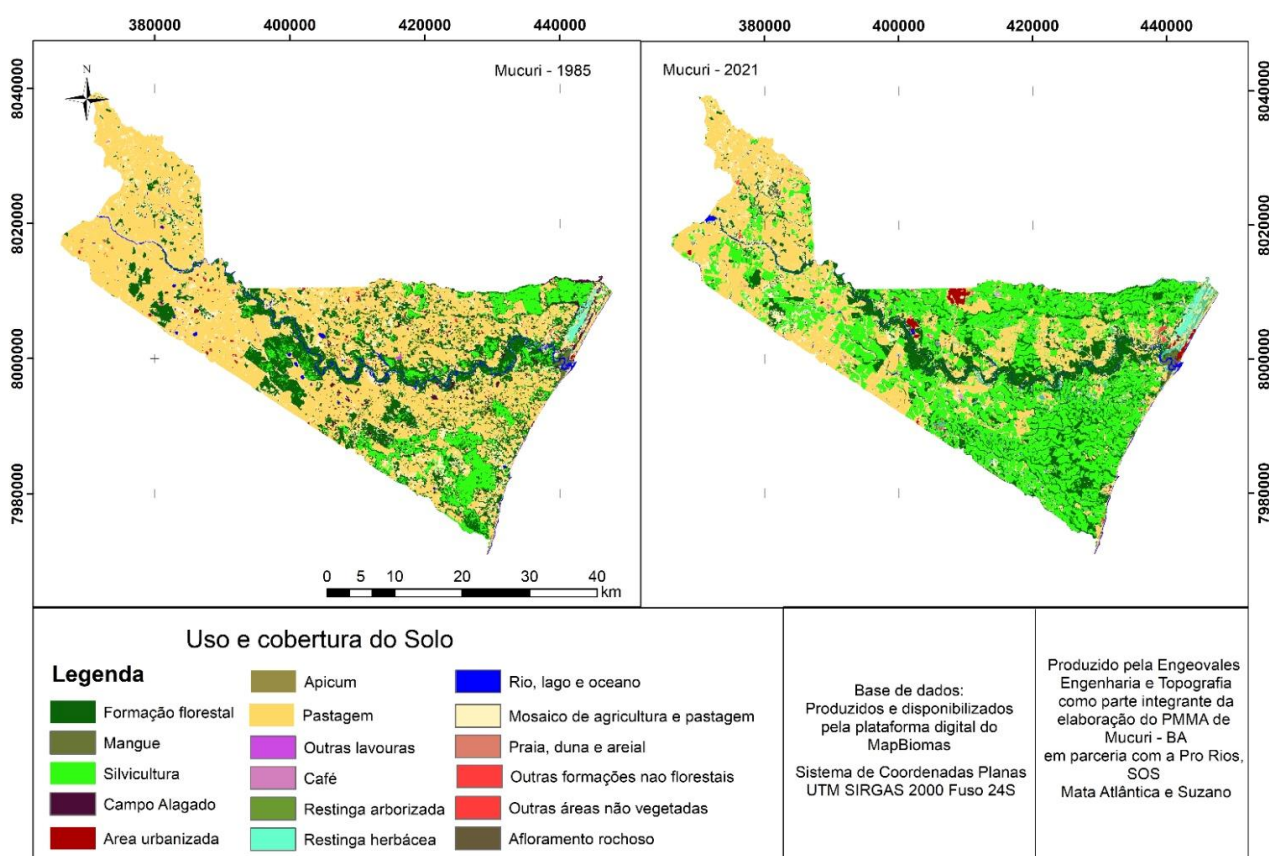 380000 400000 420000 440000
380000 400000 420000 440000
8040000
8020000
8000000
7980000
N
Mucuri - 1985
Mucuri - 2021
8040000
8020000
8000000
7980000
0 5 10 20 30 40
km
Uso e cobertura do Solo
Legenda
Formação florestal
Mangue
Silvicultura
Campo Alagado
Area urbanizada
Apicum
Pastagem
Outras lavouras
Café
Restinga arborizada
Restinga herbácea
Rio, lago e oceano
Mosaico de agricultura e pastagem
Praia, duna e areial
Outras formações nao florestais
Outras áreas não vegetadas
Afloramento rochoso
Base de dados:
Produzidos e disponibilizados
pela plataforma digital do
MapBiomas
Sistema de Coordenadas Planas
UTM SIRGAS 2000 Fuso 24S
Produzido pela Engeovales
Engenharia e Topografia
como parte integrante da
elaboração do PMMA de
Mucuri - BA
em parceria com a Pro Rios,
SOS
Mata Atlântica e Suzano